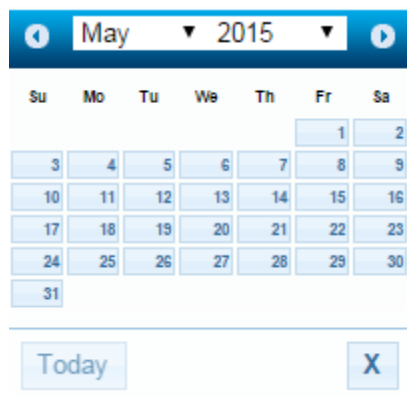 May 2015
Su Mo Tu We Th Fr Sa
1 2
3 4 5 6 7 8 9
10 11 12 13 14 15 16
17 18 19 20 21 22 23
24 25 26 27 28 29 30
31
Today X